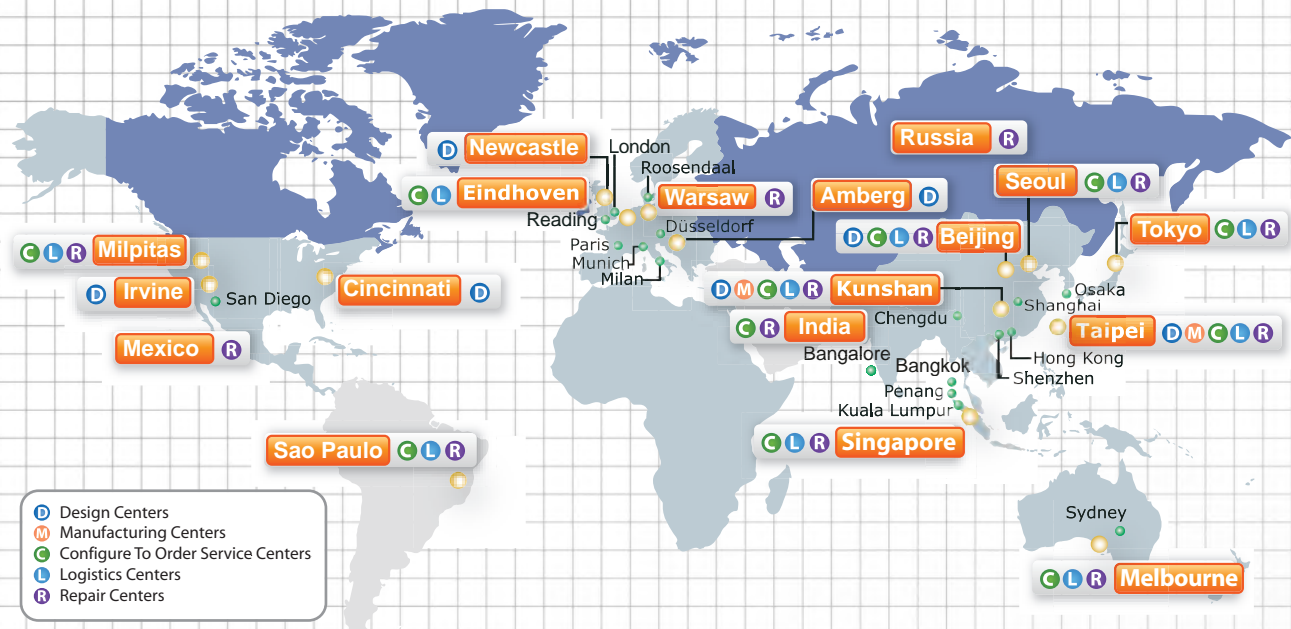 Russia R
D Newcastle
London
Roosendaal
C L Eindhoven
Warsaw R
Amberg D
Seoul C L R
Reading
Düsseldorf
D C L R Beijing
Tokyo C L R
C L R Milpitas
Paris
Munich
Milan
D Irvine
San Diego
Cincinnati D
D M C L R Kunshan
Osaka
Shanghai
Mexico R
C R India
Chengdu
Taipei D M C L R
Bangalore
Bangkok
Hong Kong
Shenzhen
Penang
Kuala Lumpur
Sao Paulo C L R
C L R Singapore
D Design Centers
M Manufacturing Centers
C Configure To Order Service Centers
L Logistics Centers
R Repair Centers
Sydney
C L R Melbourne